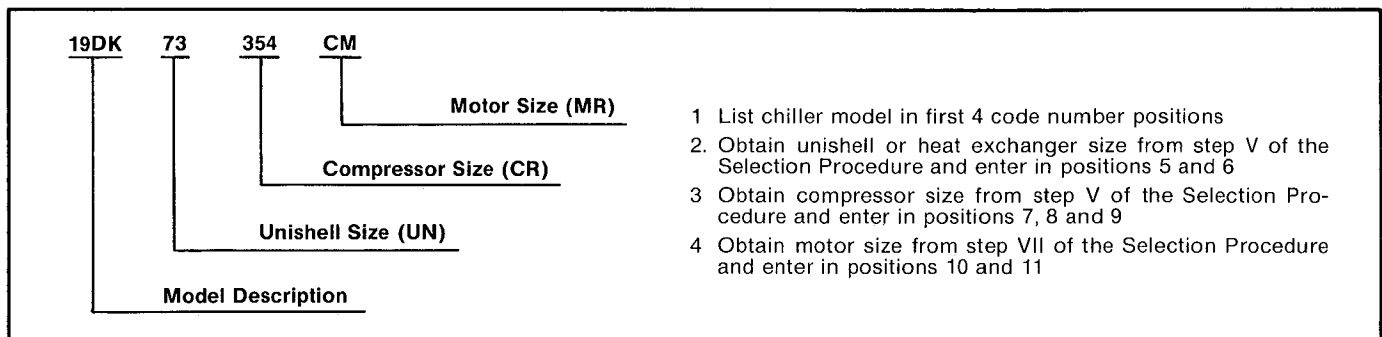 19DK 73 354 CM
Motor Size (MR)
Compressor Size (CR)
Unishell Size (UN)
Model Description
1 List chiller model in first 4 code number positions
2. Obtain unishell or heat exchanger size from step V of the
Selection Procedure and enter in positions 5 and 6
3 Obtain compressor size from step V of the Selection Pro-
cedure and enter in positions 7, 8 and 9
4 Obtain motor size from step VII of the Selection Procedure
and enter in positions 10 and 11